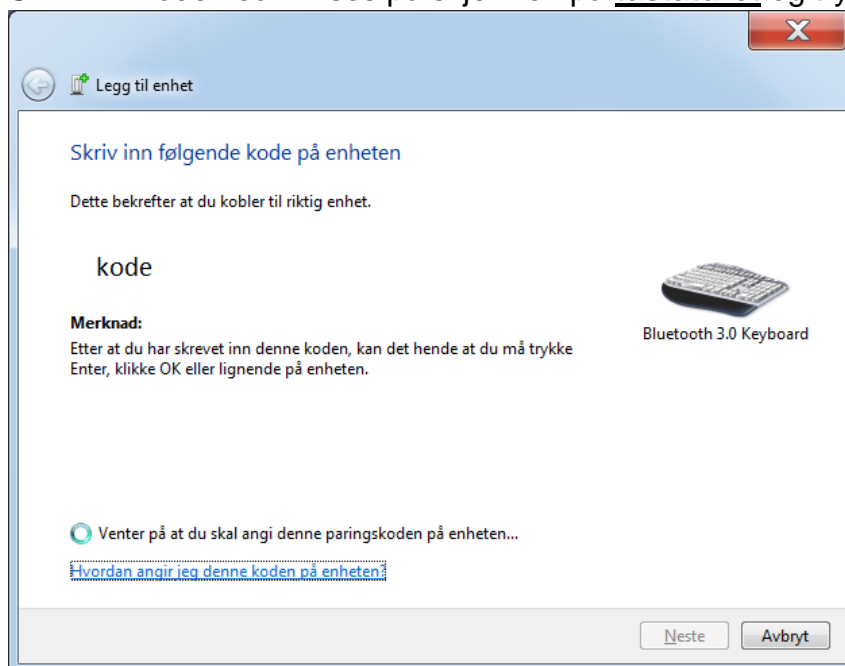 Legg til enhet
Skriv inn følgende kode på enheten
Dette bekrefter at du kobler til riktig enhet.
kode
Merknad:
Etter at du har skrevet inn denne koden, kan det hende at du må trykke
Enter, klikke OK eller lignende på enheten.
Bluetooth 3.0 Keyboard
Venter på at du skal angi denne paringskoden på enheten...
Hvordan angir jeg denne koden på enheten?
Neste
Avbryt